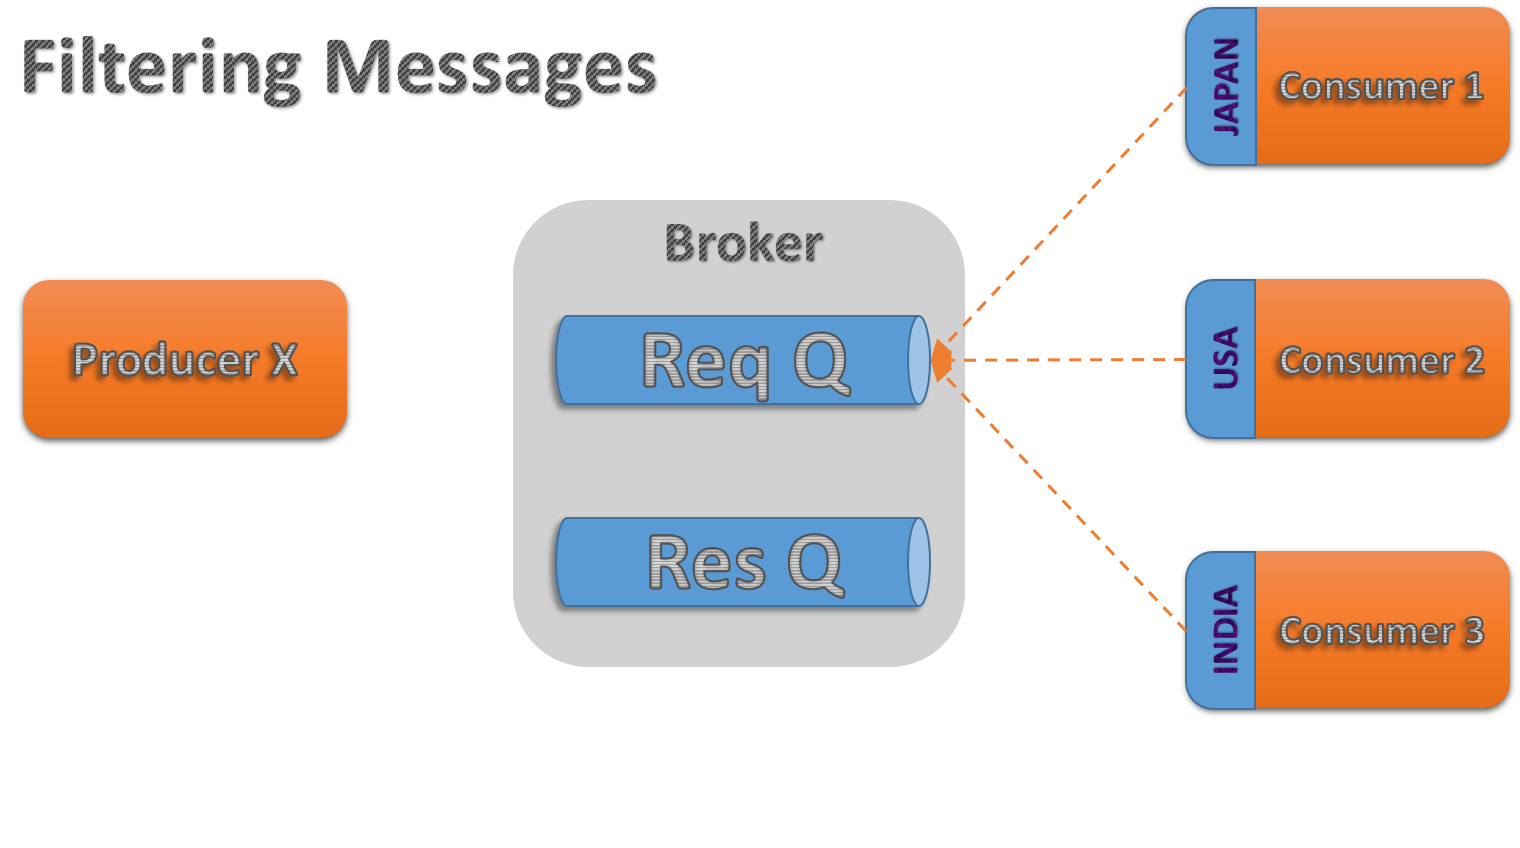 Filtering Messages
JAPAN
Consumer 1
Broker
Producer X
Req Q
USA
Consumer 2
Res Q
INDIA
Consumer 3